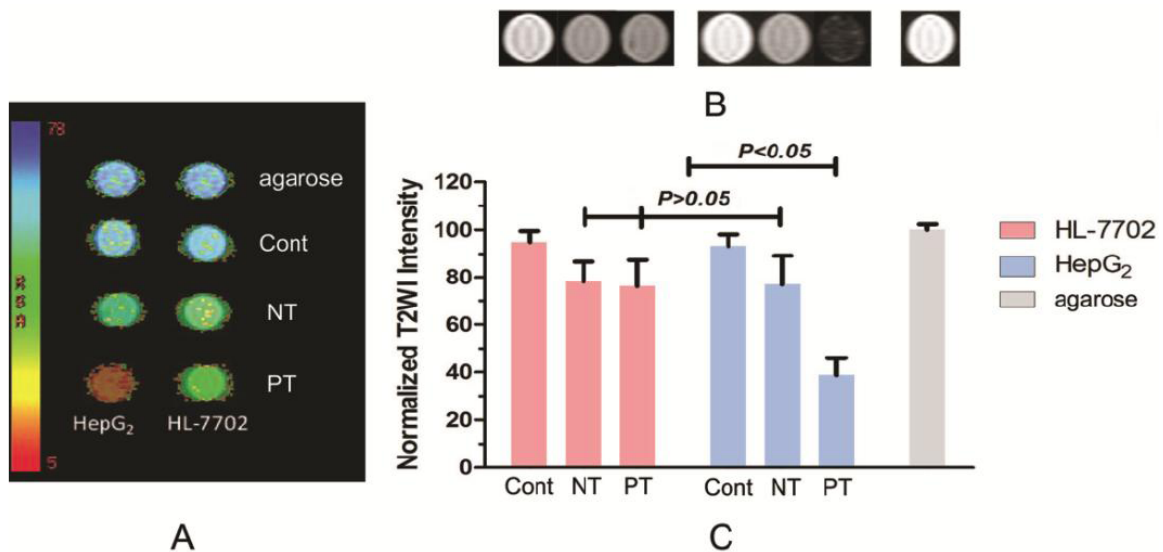 B
78
agarose
Cont
NT
PT
HepG₂ HL-7702
5
A
P<0.05
P>0.05
Normalized T2WI Intensity
120
100
80
60
40
20
0
Cont NT PT Cont NT PT
HL-7702
HepG₂
agarose
C